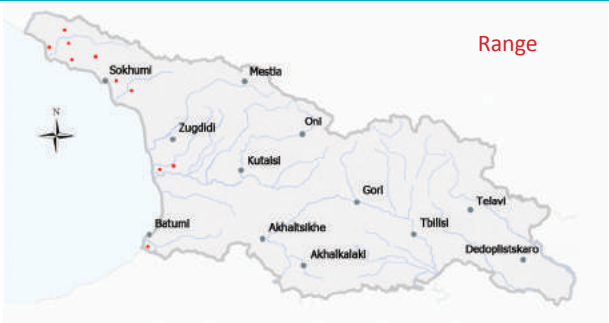 Range
Sokhumi
Mestia
N
Zugdidi
Oni
Kutaisi
Gori
Telavi
Batumi
Akhaltsikhe
Tbilisi
Dedoplistskaro
Akhalkalaki